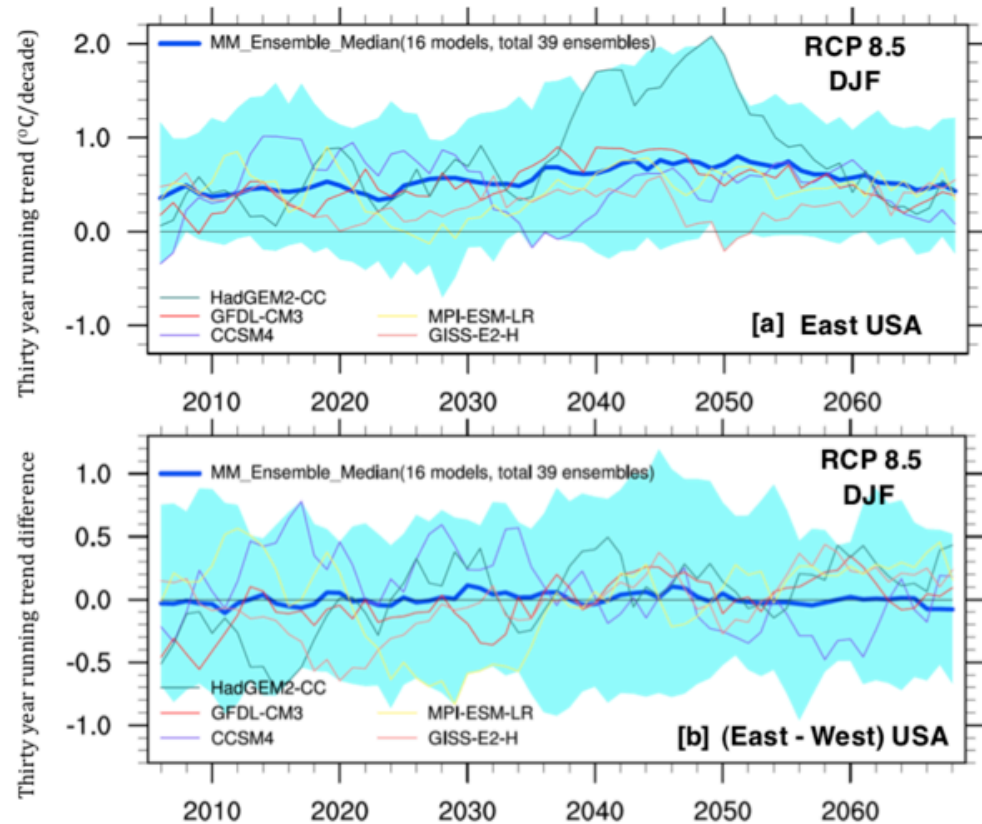 Thirty year running trend (°C/decade)
2.0
1.0
0.0
-1.0
MM_Ensemble_Median(16 models, total 39 ensembles)
RCP 8.5
DJF
HadGEM2-CC
GFDL-CM3
CCSM4
MPI-ESM-LR
GISS-E2-H
[a] East USA
2010 2020 2030 2040 2050 2060
Thirty year running trend difference
1.0
0.5
0.0
-0.5
-1.0
MM_Ensemble_Median(16 models, total 39 ensembles)
RCP 8.5
DJF
HadGEM2-CC
GFDL-CM3
CCSM4
MPI-ESM-LR
GISS-E2-H
[b] (East - West) USA
2010 2020 2030 2040 2050 2060